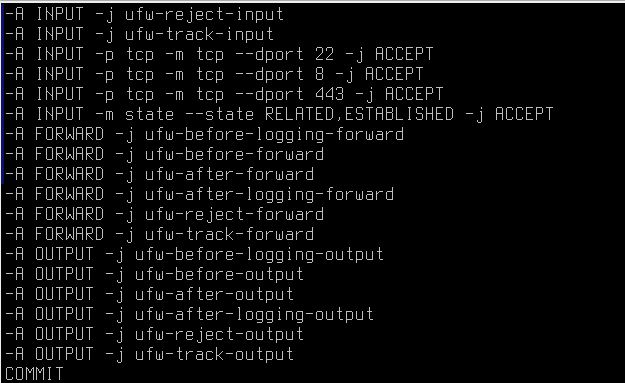 -A INPUT -j ufw-reject-input
-A INPUT -j ufw-track-input
-A INPUT -p tcp -m tcp --dport 22 -j ACCEPT
-A INPUT -p tcp -m tcp --dport 8 -j ACCEPT
-A INPUT -p tcp -m tcp --dport 443 -j ACCEPT
-A INPUT -m state --state RELATED,ESTABLISHED -j ACCEPT
-A FORWARD -j ufw-before-logging-forward
-A FORWARD -j ufw-before-forward
-A FORWARD -j ufw-after-forward
-A FORWARD -j ufw-after-logging-forward
-A FORWARD -j ufw-reject-forward
-A FORWARD -j ufw-track-forward
-A OUTPUT -j ufw-before-logging-output
-A OUTPUT -j ufw-before-output
-A OUTPUT -j ufw-after-output
-A OUTPUT -j ufw-after-logging-output
-A OUTPUT -j ufw-reject-output
-A OUTPUT -j ufw-track-output
COMMIT